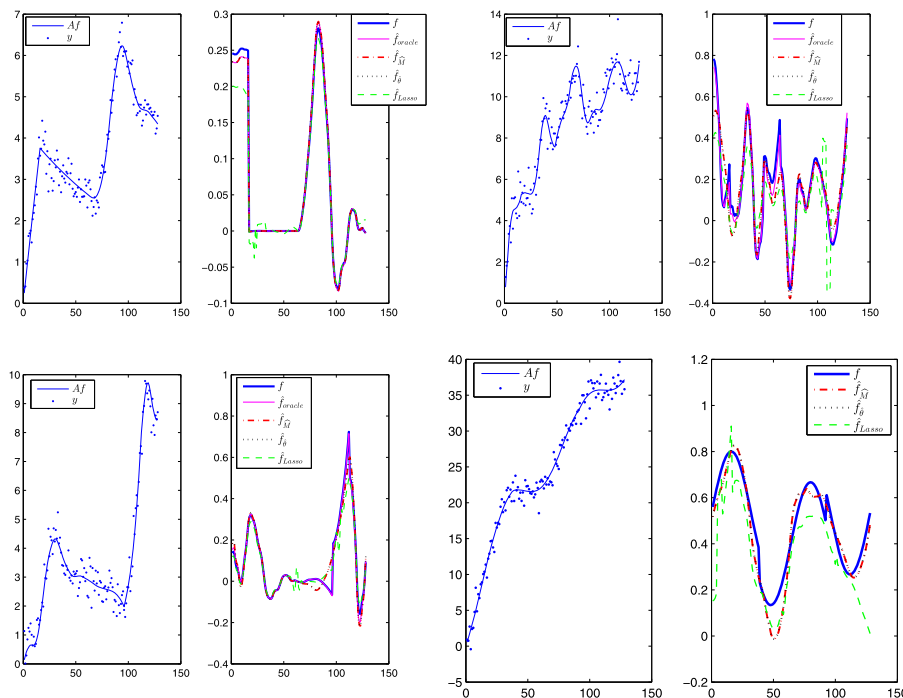 7
6
5
4
3
2
1
0
0 50 100 150
Af
y
0.3
0.25
0.2
0.15
0.1
0.05
0
−0.05
−0.1
0 50 100 150
f
f̂_{oracle}
f̂_{M̂}
f̂_{θ̂}
f̂_{Lasso}
14
12
10
8
6
4
2
0
0 50 100 150
Af
y
1
0.8
0.6
0.4
0.2
0
−0.2
−0.4
0 50 100 150
f
f̂_{oracle}
f̂_{M̂}
f̂_{θ̂}
f̂_{Lasso}
10
9
8
7
6
5
4
3
2
1
0
0 50 100 150
Af
y
1
0.8
0.6
0.4
0.2
0
−0.2
−0.4
0 50 100 150
f
f̂_{oracle}
f̂_{M̂}
f̂_{θ̂}
f̂_{Lasso}
40
35
30
25
20
15
10
5
0
−5
0 50 100 150
Af
y
1.2
1
0.8
0.6
0.4
0.2
0
−0.2
0 50 100 150
f
f̂_{M̂}
f̂_{θ̂}
f̂_{Lasso}